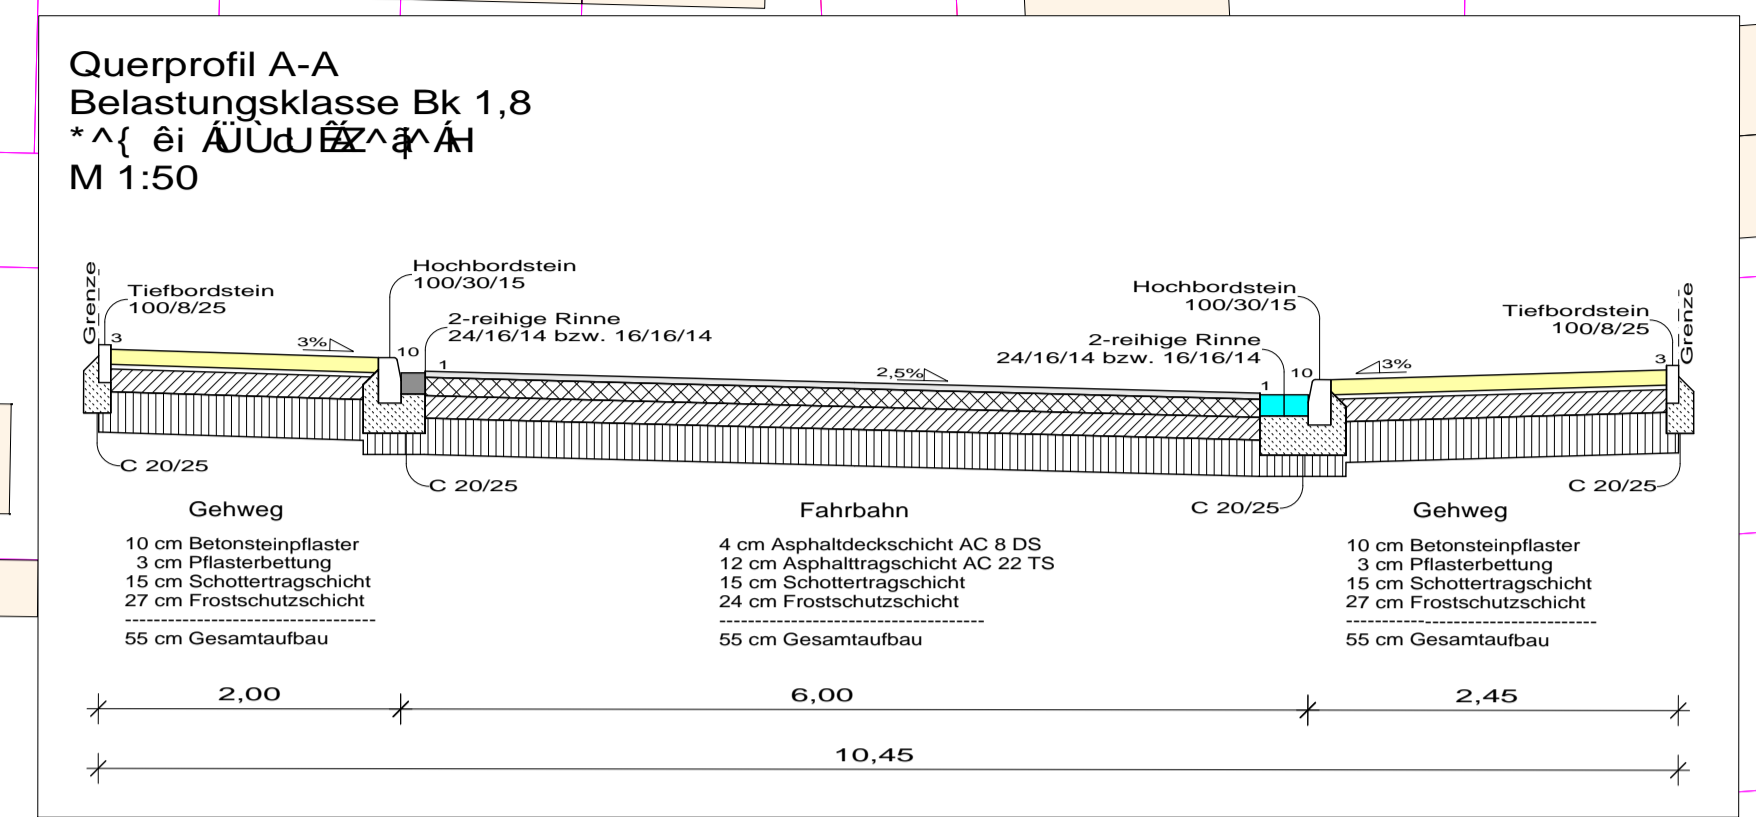 Querprofil A-A
Belastungsklasse Bk 1,8
M 1:50
Grenze
Tiefbordstein
100/8/25
3
3%
Hochbordstein
100/30/15
10
2-reihige Rinne
24/16/14 bzw. 16/16/14
1
2,5%
Hochbordstein
100/30/15
2-reihige Rinne
24/16/14 bzw. 16/16/14
1
10
3%
Tiefbordstein
100/8/25
3
Grenze
C 20/25
C 20/25
C 20/25
C 20/25
Gehweg
10 cm Betonsteinpflaster
3 cm Pflasterbettung
15 cm Schottertragschicht
27 cm Frostschutzschicht
-----------------------------------
55 cm Gesamtaufbau
Fahrbahn
4 cm Asphaltdeckschicht AC 8 DS
12 cm Asphalttragschicht AC 22 TS
15 cm Schottertragschicht
24 cm Frostschutzschicht
-------------------------------------
55 cm Gesamtaufbau
Gehweg
10 cm Betonsteinpflaster
3 cm Pflasterbettung
15 cm Schottertragschicht
27 cm Frostschutzschicht
-----------------------------------
55 cm Gesamtaufbau
2,00
6,00
2,45
10,45